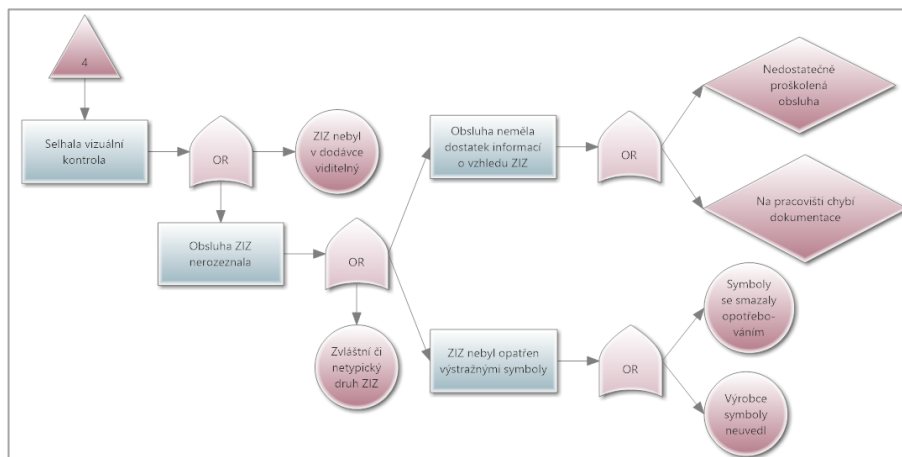 4
Selhala vizuální
kontrola
OR
ZIZ nebyl
v dodávce
viditelný
Obsluha ZIZ
nerozeznala
OR
Zvláštní či
netypický
druh ZIZ
Obsluha neměla
dostatek informací
o vzhledu ZIZ
OR
Nedostatečně
proškolená
obsluha
Na pracovišti chybí
dokumentace
ZIZ nebyl opatřen
výstražnými symboly
OR
Symboly
se smazaly
opotřebo-
váním
Výrobce
symboly
neuvedl